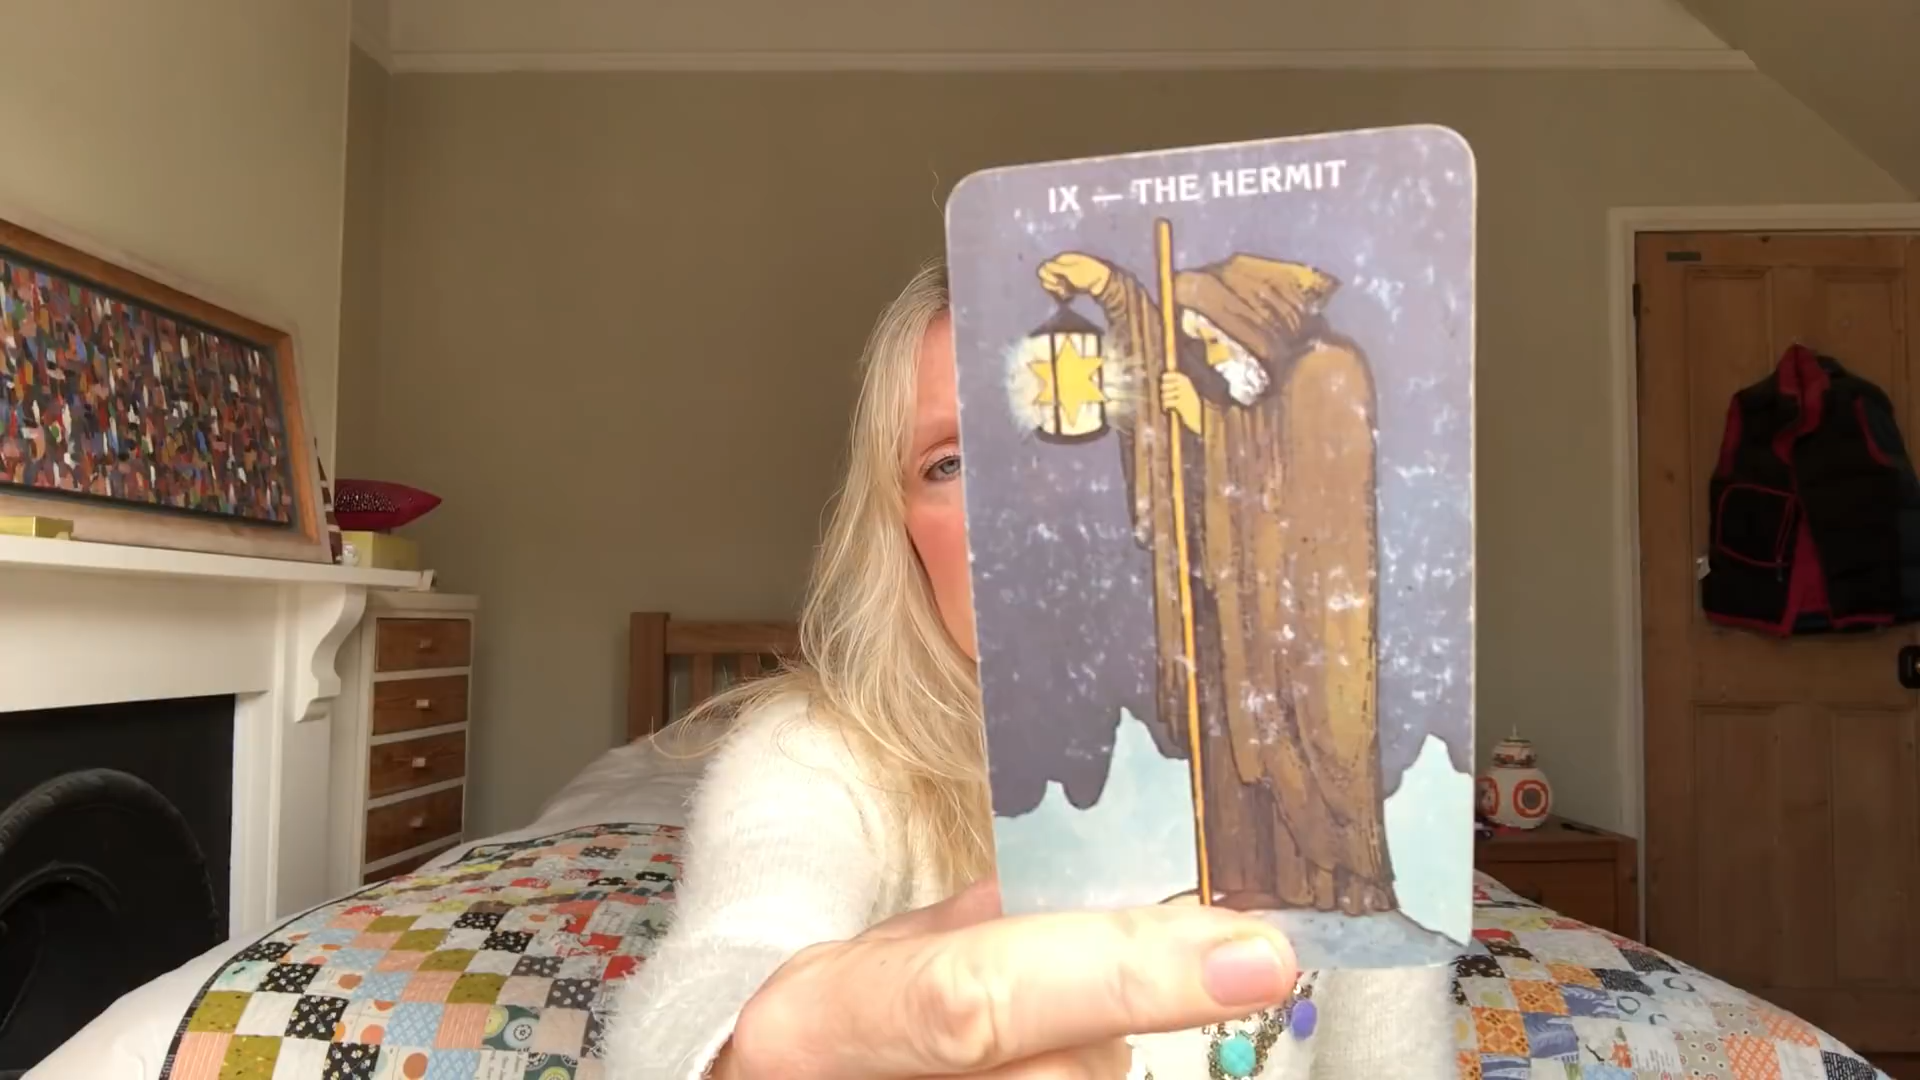 IX — THE HERMIT